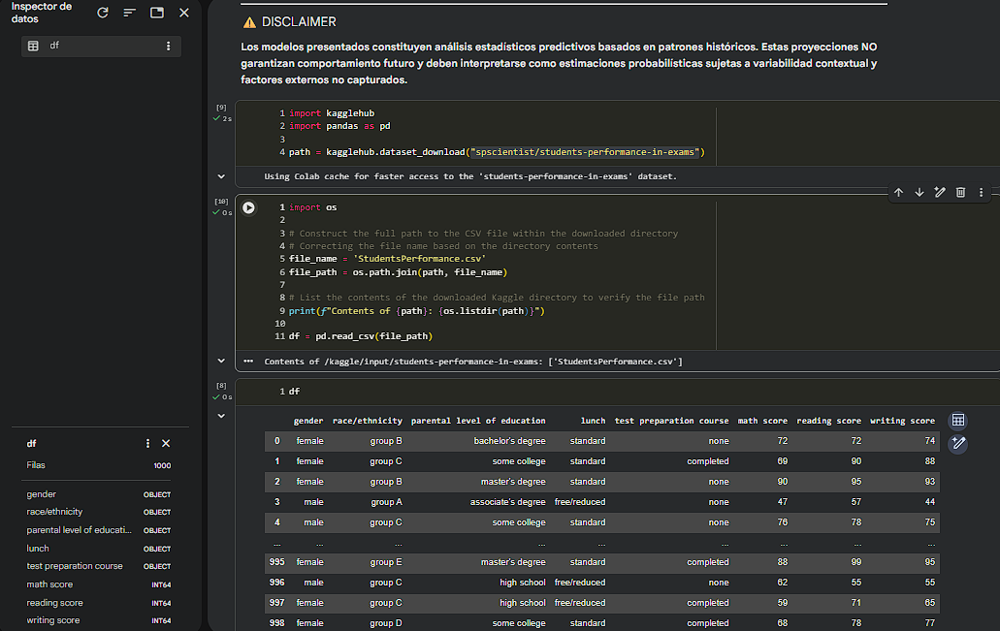 Inspector de
datos
df
df
Filas 1000
gender OBJECT
race/ethnicity OBJECT
parental level of educati... OBJECT
lunch OBJECT
test preparation course OBJECT
math score INT64
reading score INT64
writing score INT64
⚠️ DISCLAIMER
Los modelos presentados constituyen análisis estadísticos predictivos basados en patrones históricos. Estas proyecciones NO
garantizan comportamiento futuro y deben interpretarse como estimaciones probabilísticas sujetas a variabilidad contextual y
factores externos no capturados.
[9]
✓ 2s
1 import kagglehub
2 import pandas as pd
3
4 path = kagglehub.dataset_download("spscientist/students-performance-in-exams")
Using Colab cache for faster access to the 'students-performance-in-exams' dataset.
[10]
✓ 0s
1 import os
2
3 # Construct the full path to the CSV file within the downloaded directory
4 # Correcting the file name based on the directory contents
5 file_name = 'StudentsPerformance.csv'
6 file_path = os.path.join(path, file_name)
7
8 # List the contents of the downloaded Kaggle directory to verify the file path
9 print(f"Contents of {path}: {os.listdir(path)}")
10
11 df = pd.read_csv(file_path)
... Contents of /kaggle/input/students-performance-in-exams: ['StudentsPerformance.csv']
[8]
✓ 0s
1 df
gender race/ethnicity parental level of education lunch test preparation course math score reading score writing score
0 female group B bachelor's degree standard none 72 72 74
1 female group C some college standard completed 69 90 88
2 female group B master's degree standard none 90 95 93
3 male group A associate's degree free/reduced none 47 57 44
4 male group C some college standard none 76 78 75
... ... ... ... ... ... ... ... ...
995 female group E master's degree standard completed 88 99 95
996 male group C high school free/reduced none 62 55 55
997 female group C high school free/reduced completed 59 71 65
998 female group D some college standard completed 68 78 77